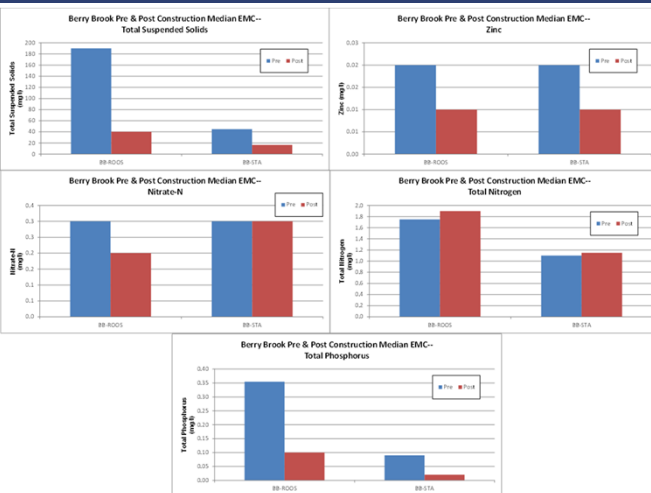 Berry Brook Pre & Post Construction Median EMC--
Total Suspended Solids
Total Suspended Solids
(mg/l)
200
180
160
140
120
100
80
60
40
20
0
Pre
Post
BB-ROOS
BB-STA
Berry Brook Pre & Post Construction Median EMC--
Zinc
Zinc (mg/l)
0.03
0.02
0.02
0.01
0.01
0.00
Pre
Post
BB-ROOS
BB-STA
Berry Brook Pre & Post Construction Median EMC--
Nitrate-N
Nitrate-N
(mg/l)
0.4
0.3
0.3
0.2
0.2
0.1
0.1
0.0
Pre
Post
BB-ROOS
BB-STA
Berry Brook Pre & Post Construction Median EMC--
Total Nitrogen
Total Nitrogen
(mg/l)
2.0
1.8
1.6
1.4
1.2
1.0
0.8
0.6
0.4
0.2
0.0
Pre
Post
BB-ROOS
BB-STA
Berry Brook Pre & Post Construction Median EMC--
Total Phosphorus
Total Phosphorus
(mg/l)
0.40
0.35
0.30
0.25
0.20
0.15
0.10
0.05
0.00
Pre
Post
BB-ROOS
BB-STA